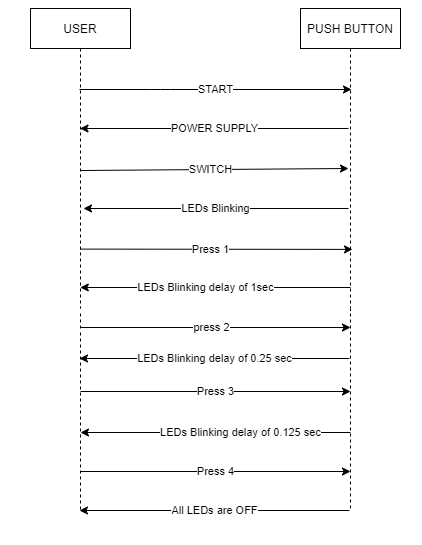 USER
PUSH BUTTON
START
POWER SUPPLY
SWITCH
LEDs Blinking
Press 1
LEDs Blinking delay of 1sec
press 2
LEDs Blinking delay of 0.25 sec
Press 3
LEDs Blinking delay of 0.125 sec
Press 4
All LEDs are OFF